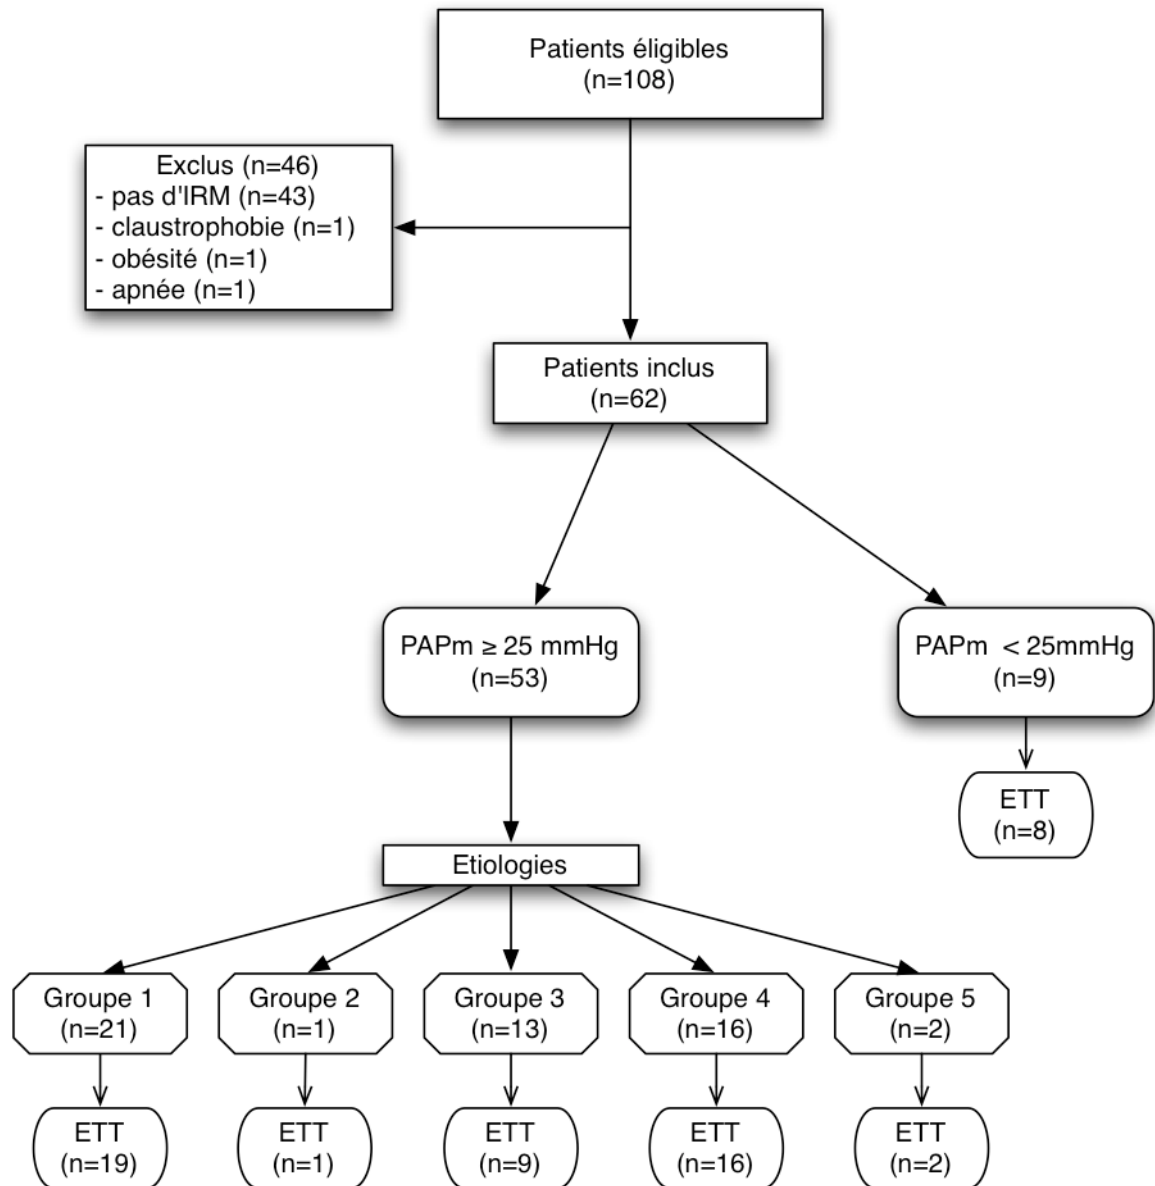 Patients éligibles
(n=108)
Exclus (n=46)
- pas d'IRM (n=43)
- claustrophobie (n=1)
- obésité (n=1)
- apnée (n=1)
Patients inclus
(n=62)
PAPm ≥ 25 mmHg
(n=53)
PAPm < 25mmHg
(n=9)
ETT
(n=8)
Etiologies
Groupe 1
(n=21)
Groupe 2
(n=1)
Groupe 3
(n=13)
Groupe 4
(n=16)
Groupe 5
(n=2)
ETT
(n=19)
ETT
(n=1)
ETT
(n=9)
ETT
(n=16)
ETT
(n=2)